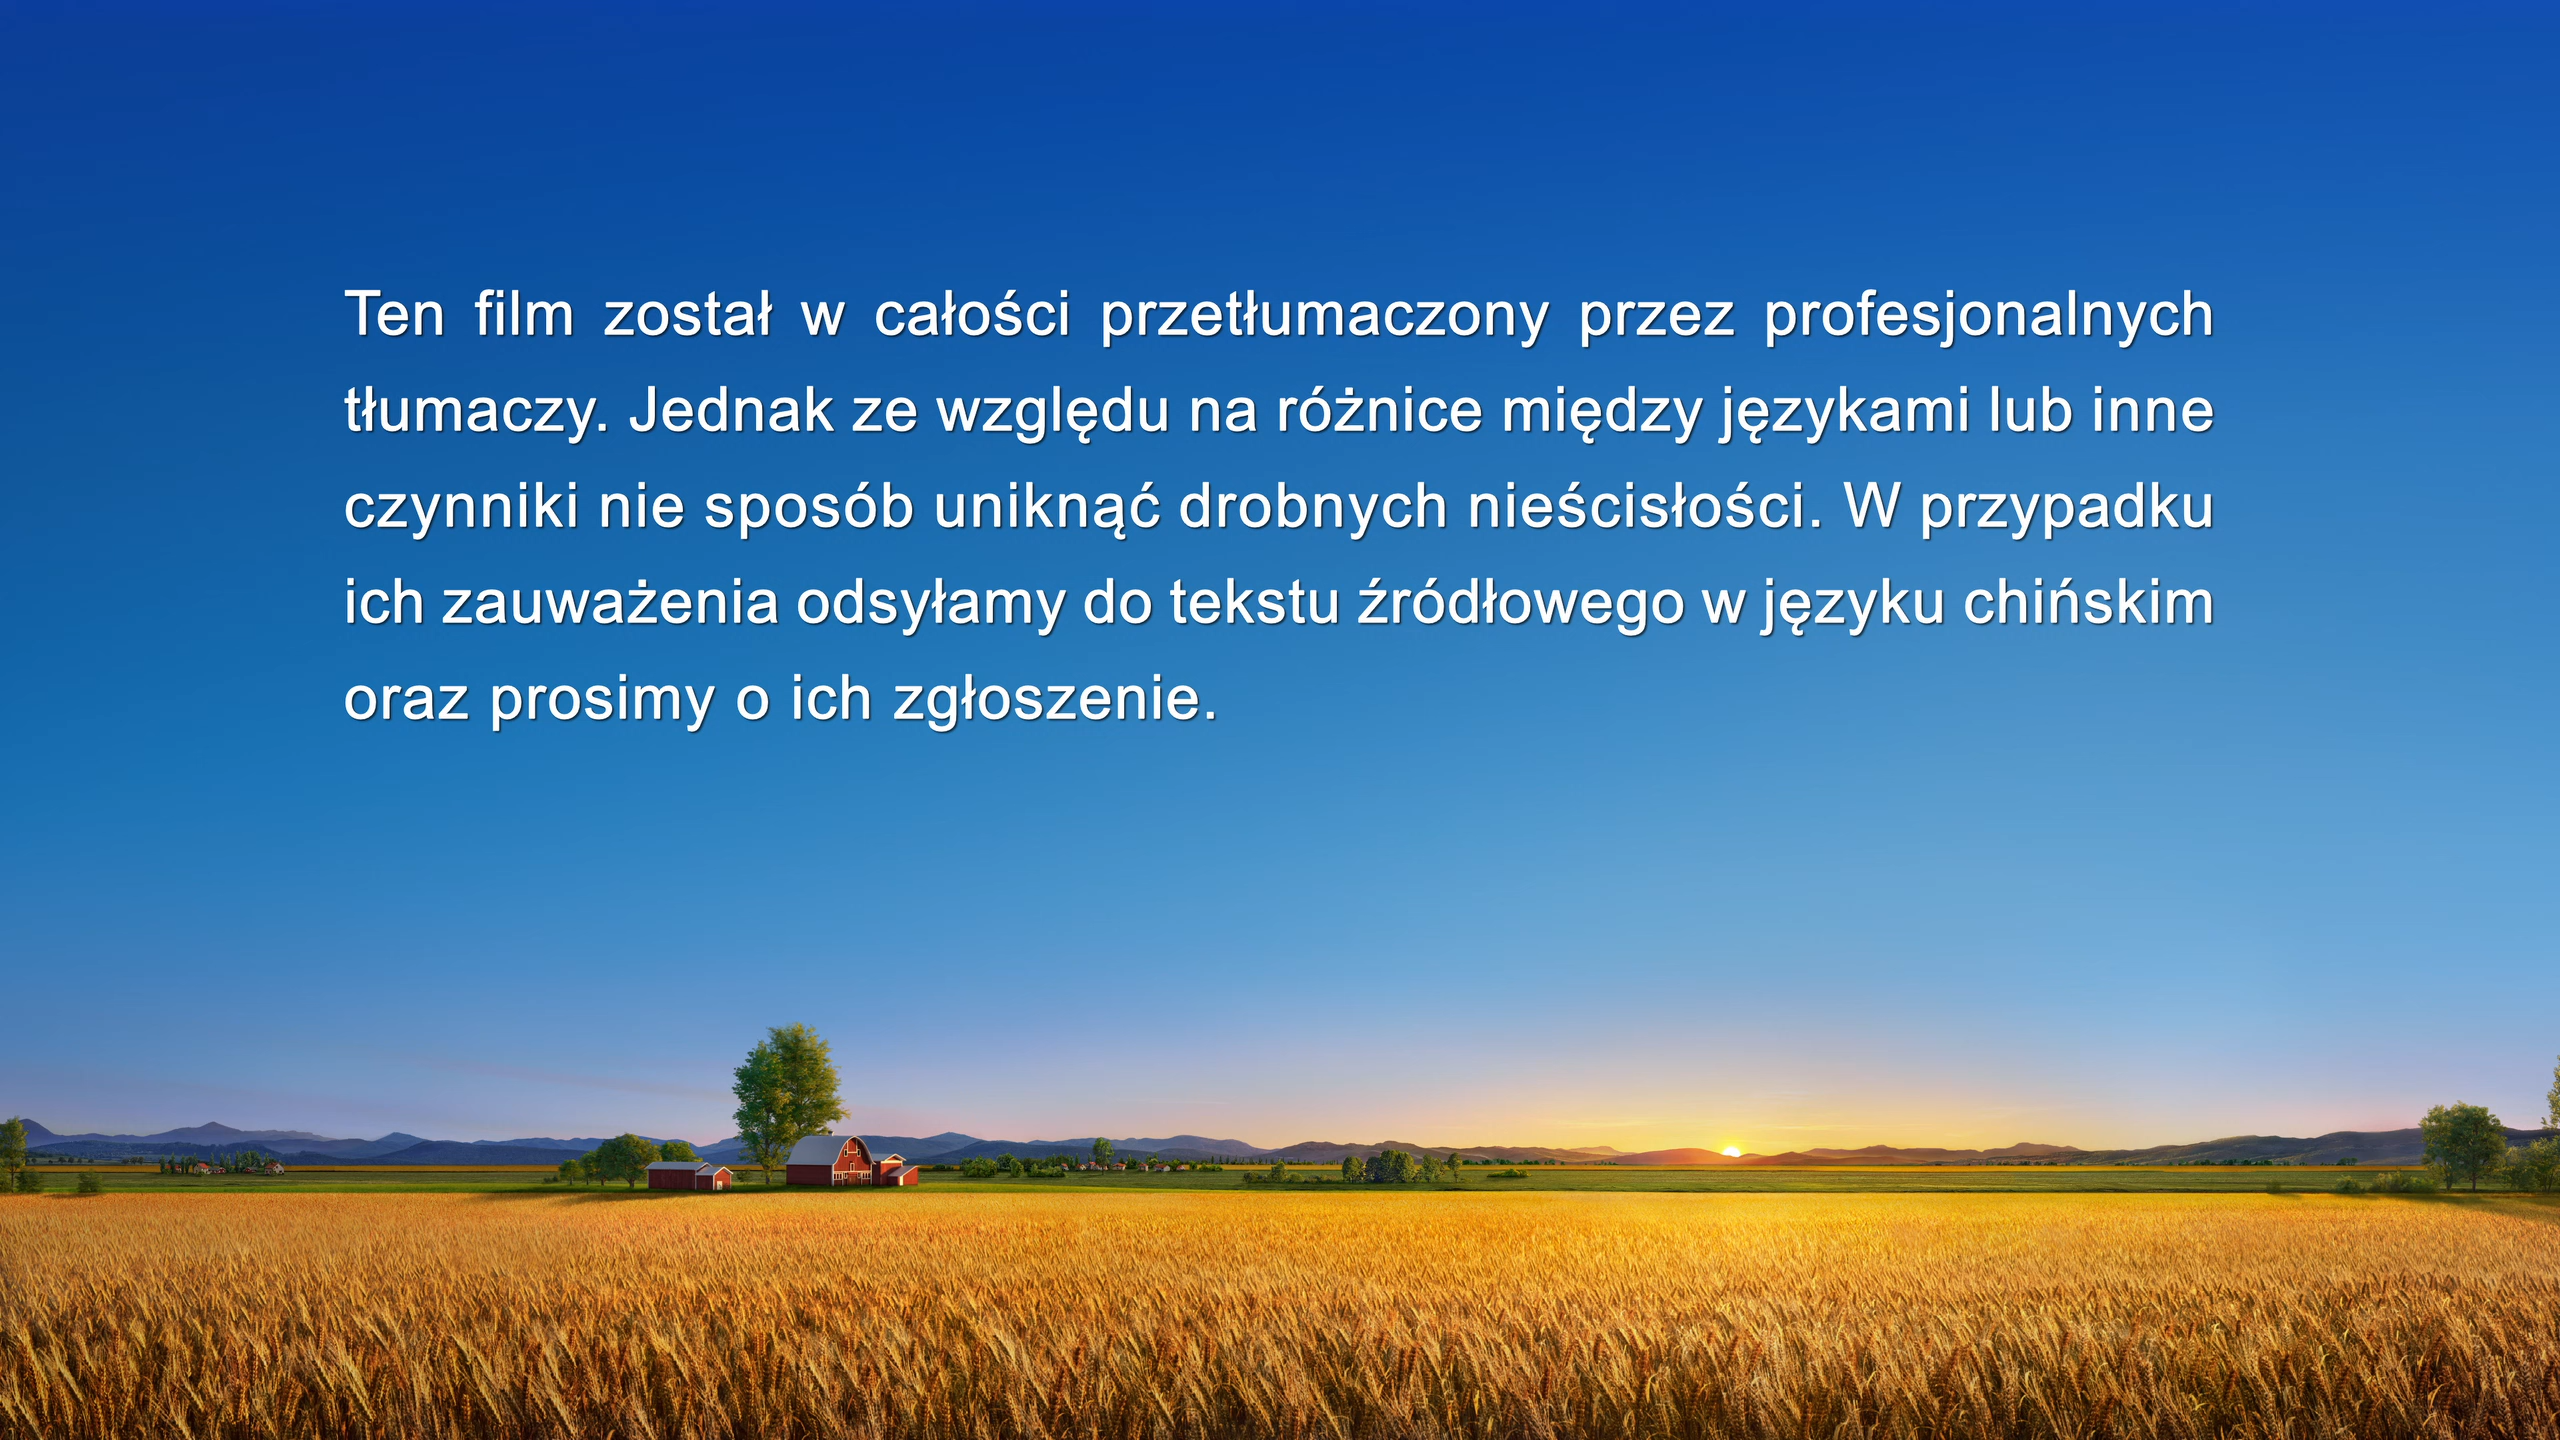 Ten film został w całości przetłumaczony przez profesjonalnych
tłumaczy. Jednak ze względu na różnice między językami lub inne
czynniki nie sposób uniknąć drobnych nieścisłości. W przypadku
ich zauważenia odsyłamy do tekstu źródłowego w języku chińskim
oraz prosimy o ich zgłoszenie.